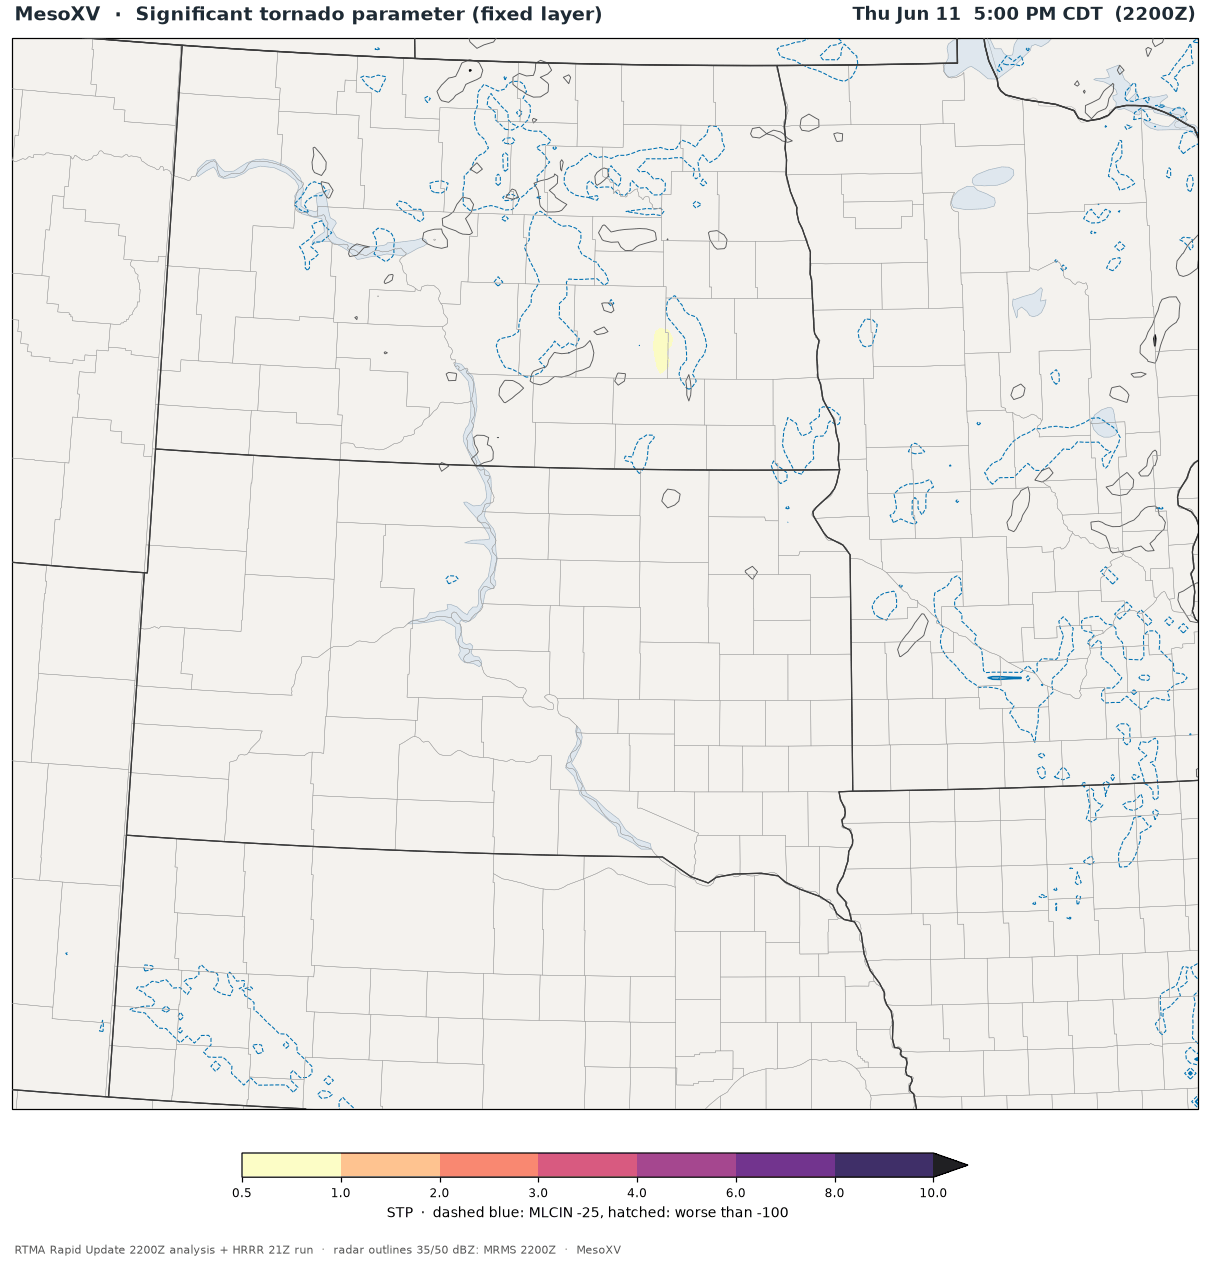 MesoXV · Significant tornado parameter (fixed layer)
Thu Jun 11 5:00 PM CDT (2200Z)
0.5 1.0 2.0 3.0 4.0 6.0 8.0 10.0
STP · dashed blue: MLCIN -25, hatched: worse than -100
RTMA Rapid Update 2200Z analysis + HRRR 21Z run · radar outlines 35/50 dBZ: MRMS 2200Z · MesoXV